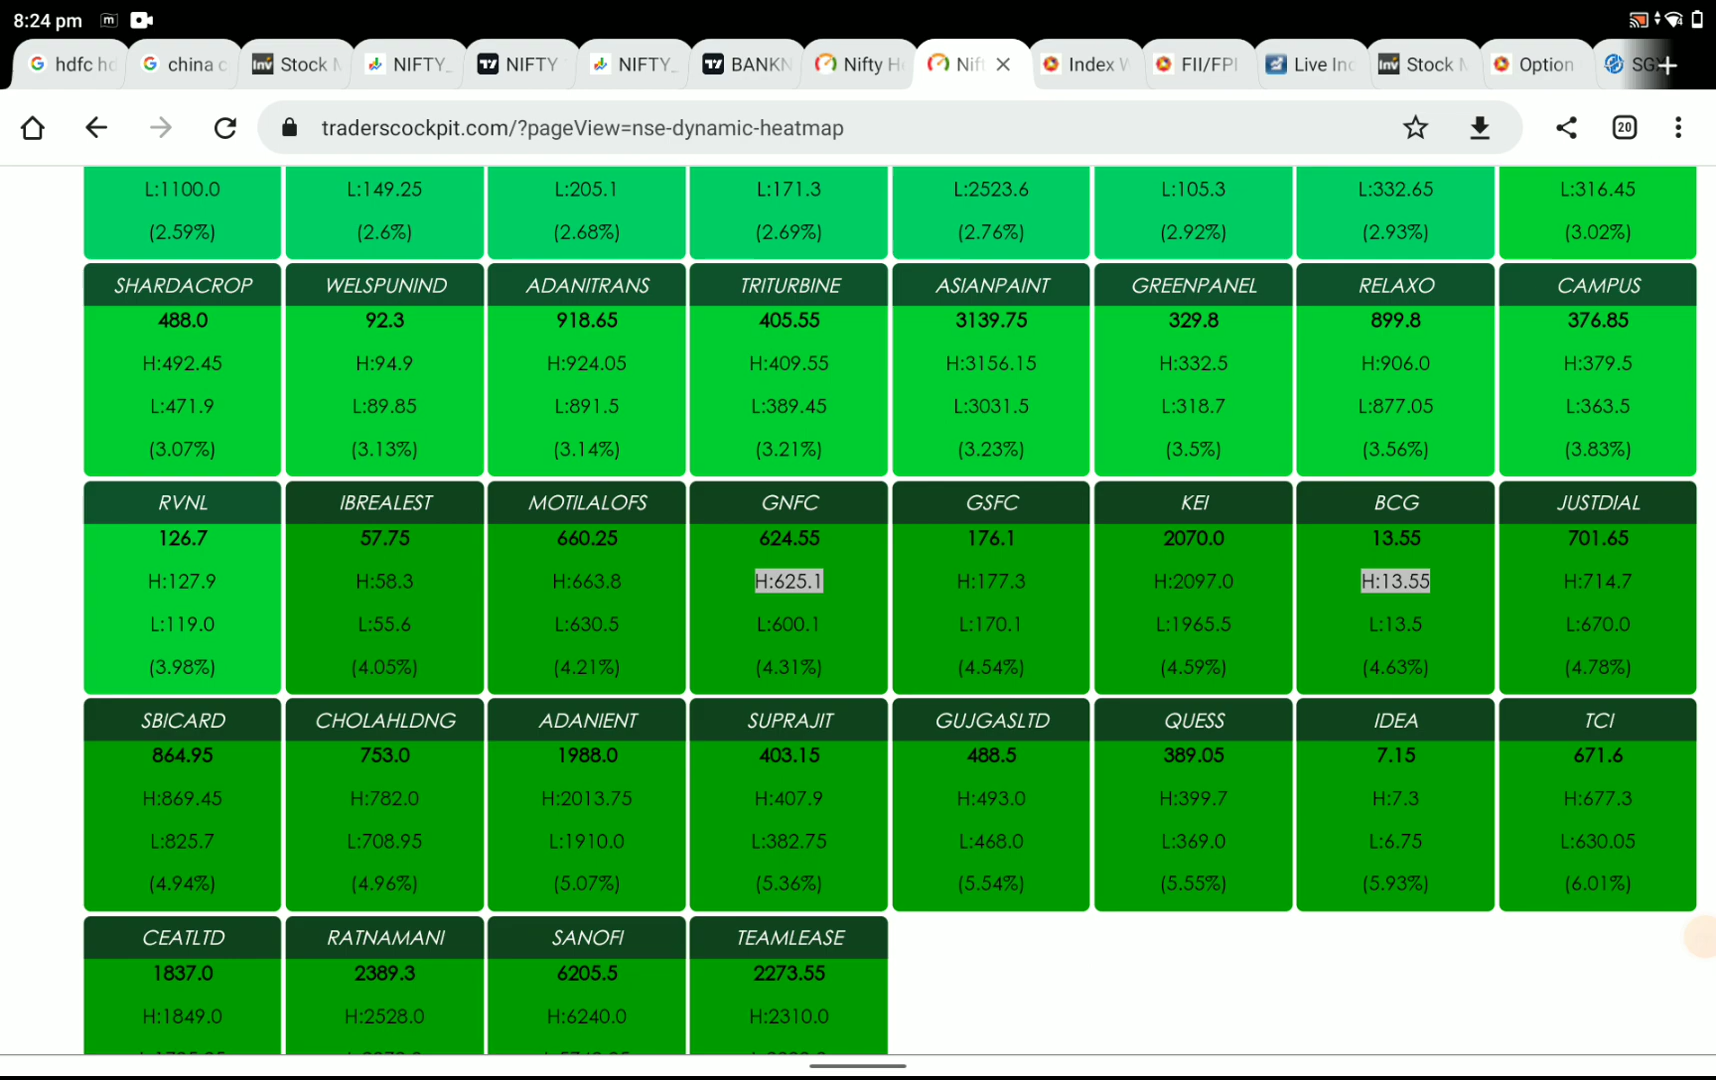 8:24 pm
hdfc hd
china c
Stock M
NIFTY_
NIFTY
NIFTY_
BANKN
Nifty He
Nift
Index W
FII/FPI
Live Ind
Stock M
Option
SGX
traderscockpit.com/?pageView=nse-dynamic-heatmap
20
L:1100.0 L:149.25 L:205.1 L:171.3 L:2523.6 L:105.3 L:332.65 L:316.45
(2.59%) (2.6%) (2.68%) (2.69%) (2.76%) (2.92%) (2.93%) (3.02%)
SHARDACROP WELSPUNIND ADANITRANS TRITURBINE ASIANPAINT GREENPANEL RELAXO CAMPUS
488.0 92.3 918.65 405.55 3139.75 329.8 899.8 376.85
H:492.45 H:94.9 H:924.05 H:409.55 H:3156.15 H:332.5 H:906.0 H:379.5
L:471.9 L:89.85 L:891.5 L:389.45 L:3031.5 L:318.7 L:877.05 L:363.5
(3.07%) (3.13%) (3.14%) (3.21%) (3.23%) (3.5%) (3.56%) (3.83%)
RVNL IBREALEST MOTILALOFS GNFC GSFC KEI BCG JUSTDIAL
126.7 57.75 660.25 624.55 176.1 2070.0 13.55 701.65
H:127.9 H:58.3 H:663.8 H:625.1 H:177.3 H:2097.0 H:13.55 H:714.7
L:119.0 L:55.6 L:630.5 L:600.1 L:170.1 L:1965.5 L:13.5 L:670.0
(3.98%) (4.05%) (4.21%) (4.31%) (4.54%) (4.59%) (4.63%) (4.78%)
SBICARD CHOLAHLDNG ADANIENT SUPRAJIT GUJGASLTD QUESS IDEA TCI
864.95 753.0 1988.0 403.15 488.5 389.05 7.15 671.6
H:869.45 H:782.0 H:2013.75 H:407.9 H:493.0 H:399.7 H:7.3 H:677.3
L:825.7 L:708.95 L:1910.0 L:382.75 L:468.0 L:369.0 L:6.75 L:630.05
(4.94%) (4.96%) (5.07%) (5.36%) (5.54%) (5.55%) (5.93%) (6.01%)
CEATLTD RATNAMANI SANOFI TEAMLEASE
1837.0 2389.3 6205.5 2273.55
H:1849.0 H:2528.0 H:6240.0 H:2310.0